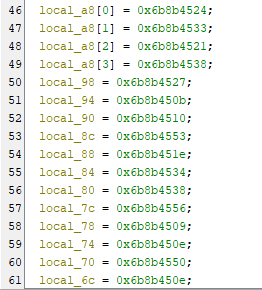 46 local_a8[0] = 0x6b8b4524;
47 local_a8[1] = 0x6b8b4533;
48 local_a8[2] = 0x6b8b4521;
49 local_a8[3] = 0x6b8b4538;
50 local_98 = 0x6b8b4527;
51 local_94 = 0x6b8b450b;
52 local_90 = 0x6b8b4510;
53 local_8c = 0x6b8b4553;
54 local_88 = 0x6b8b451e;
55 local_84 = 0x6b8b4534;
56 local_80 = 0x6b8b4538;
57 local_7c = 0x6b8b4556;
58 local_78 = 0x6b8b4509;
59 local_74 = 0x6b8b450e;
60 local_70 = 0x6b8b4550;
61 local_6c = 0x6b8b450e;